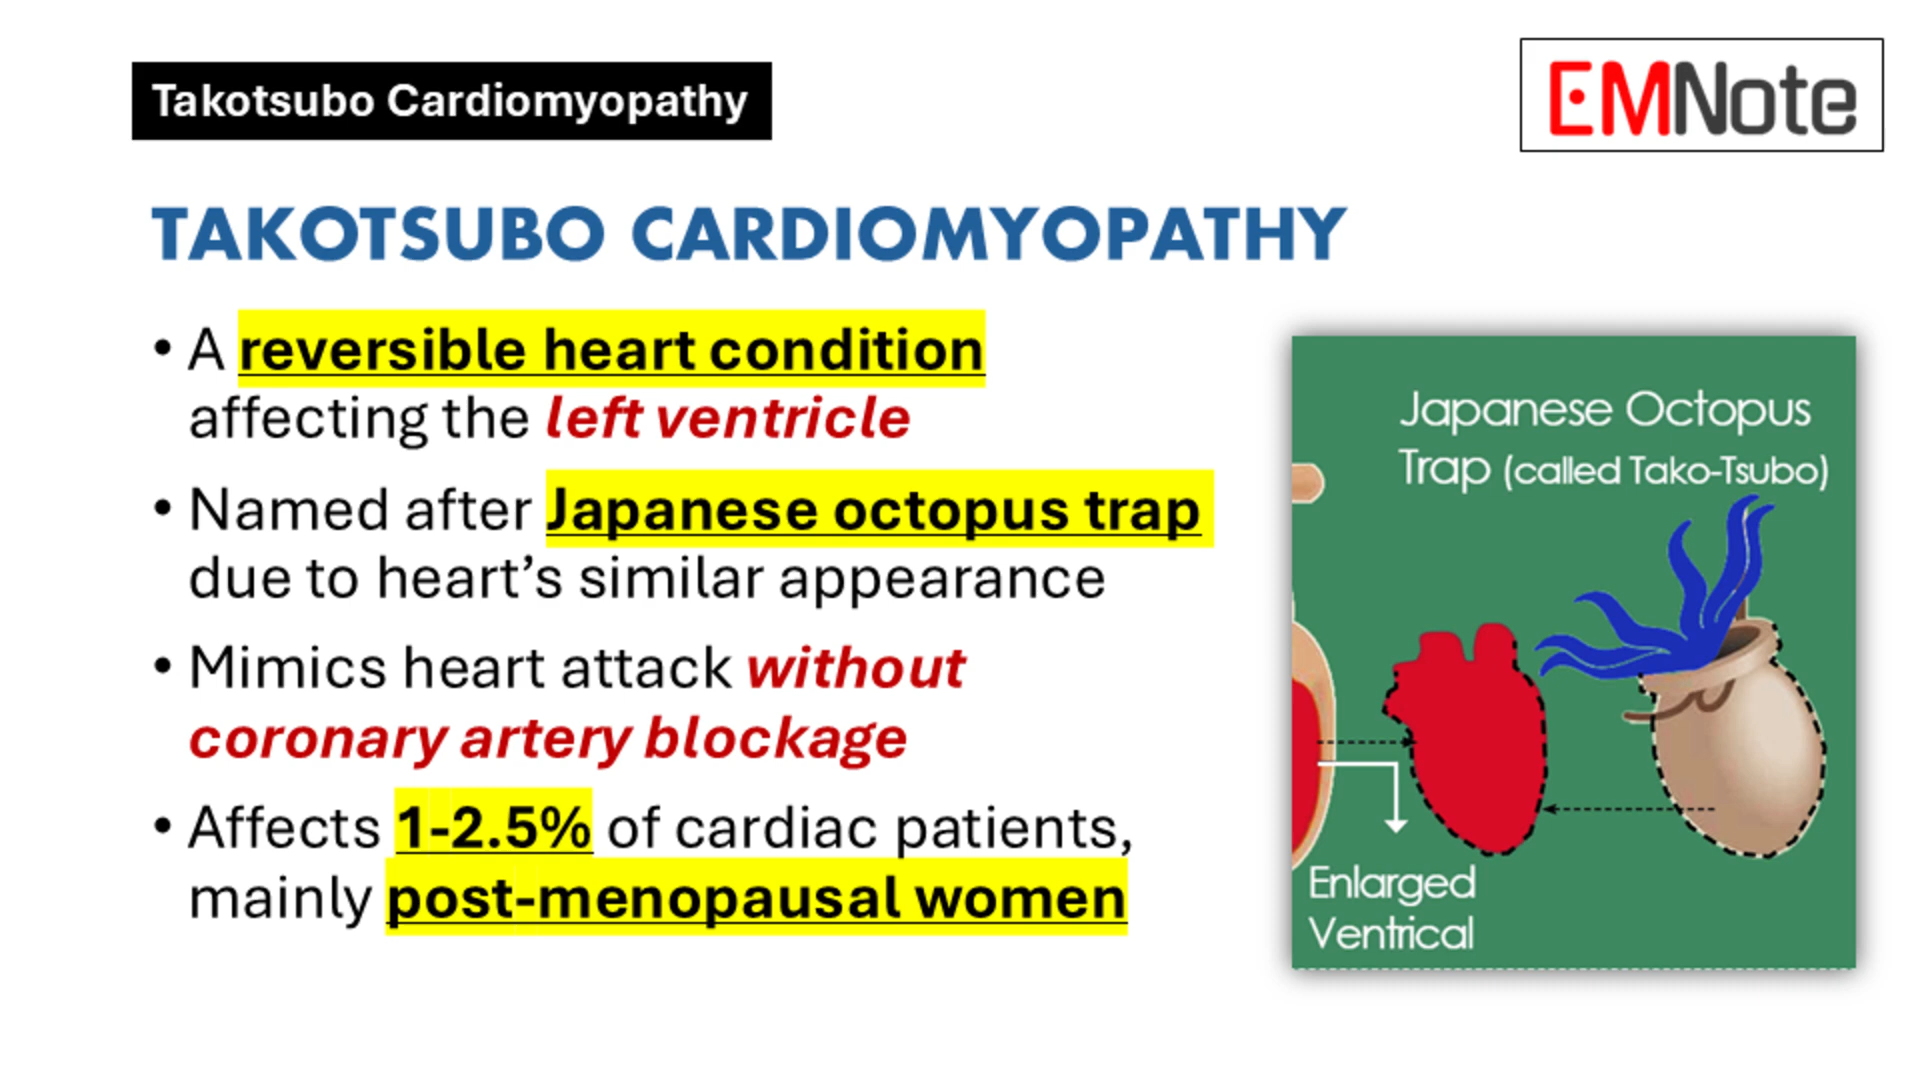 Takotsubo Cardiomyopathy
EMNote
TAKOTSUBO CARDIOMYOPATHY
• A reversible heart condition
affecting the left ventricle
• Named after Japanese octopus trap
due to heart’s similar appearance
• Mimics heart attack without
coronary artery blockage
• Affects 1-2.5% of cardiac patients,
mainly post-menopausal women
Japanese Octopus
Trap (called Tako-Tsubo)
Enlarged
Ventrical